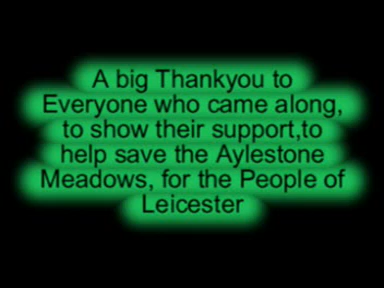 A big Thankyou to
Everyone who came along,
to show their support,to
help save the Aylestone
Meadows, for the People of
Leicester